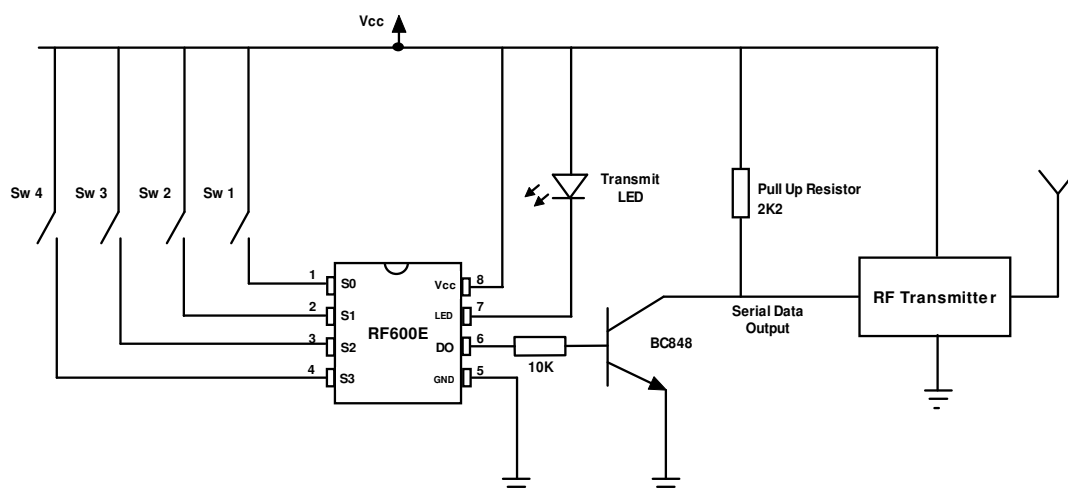 Vcc
Sw 4
Sw 3
Sw 2
Sw 1
Transmit
LED
Pull Up Resistor
2K2
1
S0
Vcc
8
2
S1
LED
7
RF600E
3
S2
DO
6
4
S3
GND
5
10K
BC848
Serial Data
Output
RF Transmitter